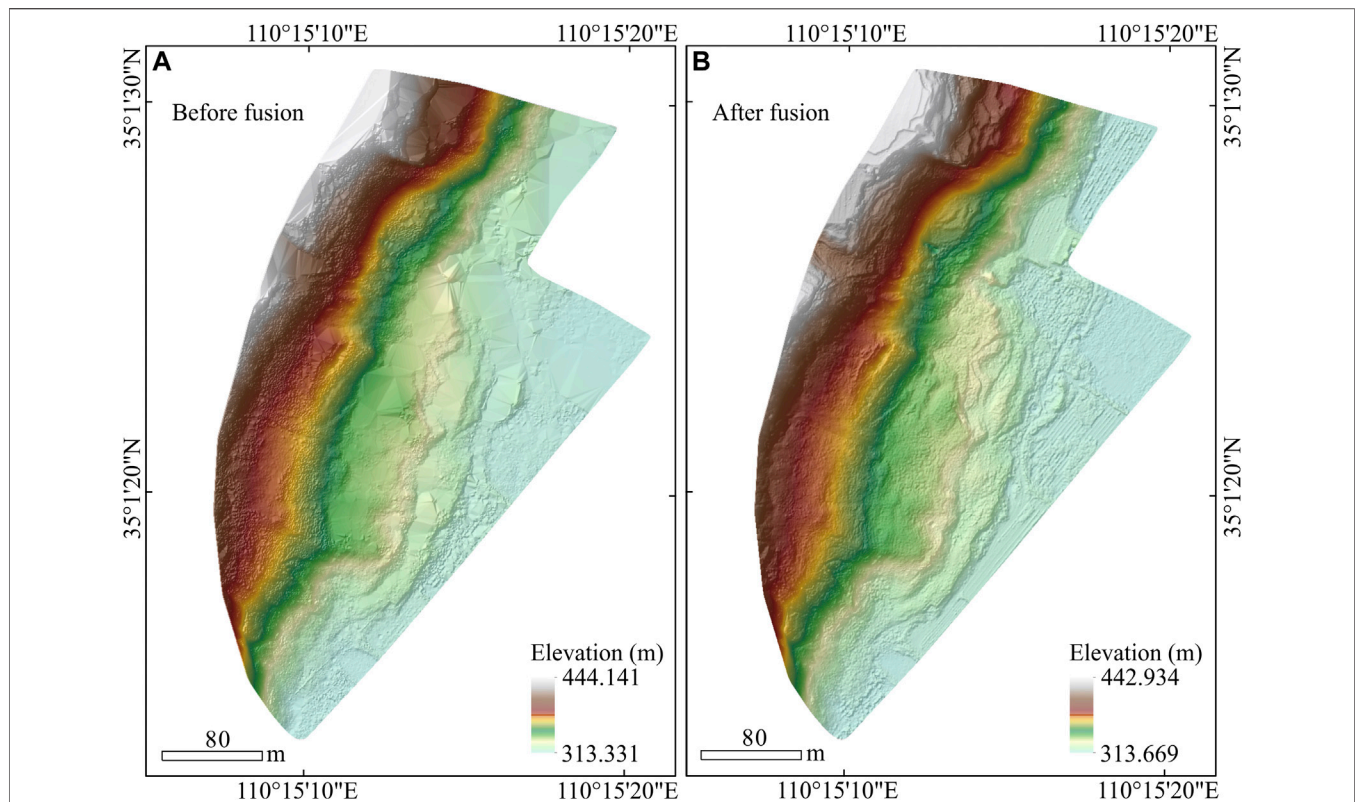 110°15'10"E 110°15'20"E 110°15'10"E 110°15'20"E
A
B
35°1'30"N
35°1'30"N
Before fusion
After fusion
35°1'20"N
35°1'20"N
Elevation (m)
444.141
313.331
Elevation (m)
442.934
313.669
80
m
80
m
110°15'10"E 110°15'20"E 110°15'10"E 110°15'20"E